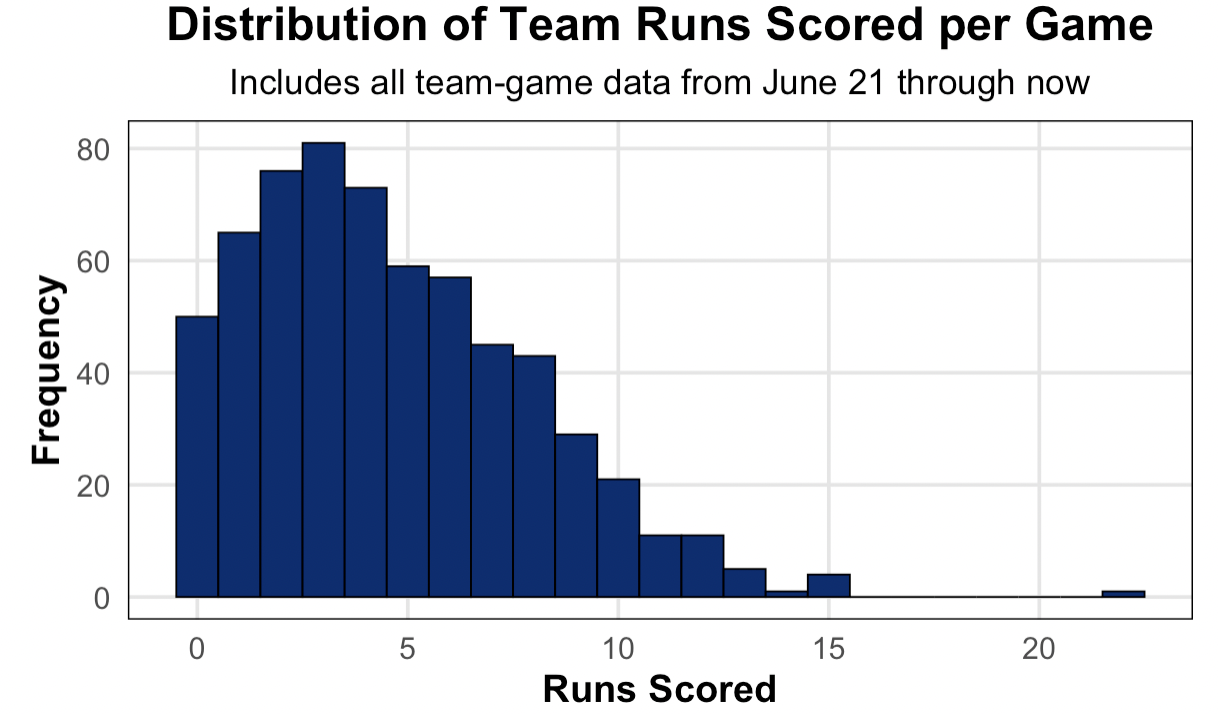 Distribution of Team Runs Scored per Game
Includes all team-game data from June 21 through now
Frequency
80
60
40
20
0
0 5 10 15 20
Runs Scored